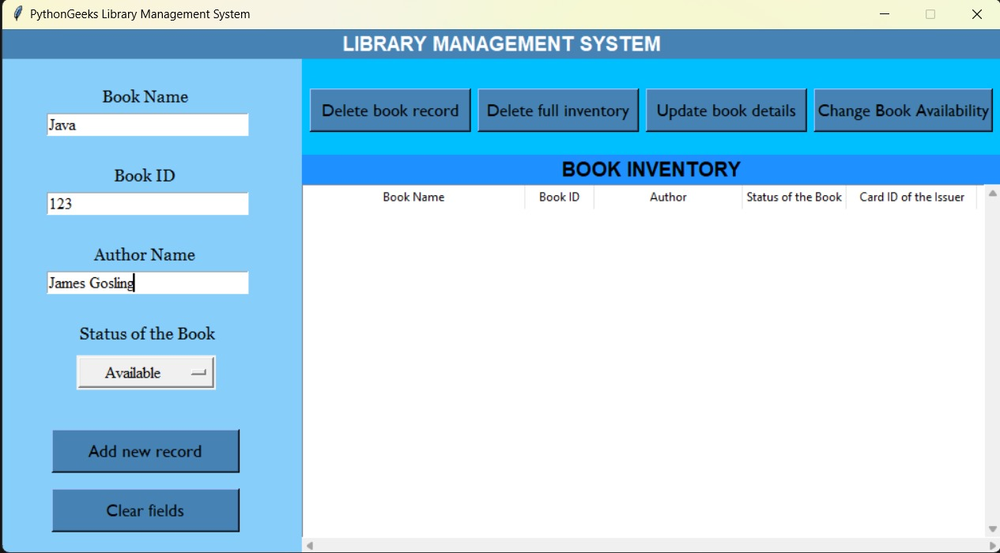 PythonGeeks Library Management System
LIBRARY MANAGEMENT SYSTEM
Book Name
Java
Book ID
123
Author Name
James Gosling
Status of the Book
Available
Add new record
Clear fields
Delete book record Delete full inventory Update book details Change Book Availability
BOOK INVENTORY
Book Name Book ID Author Status of the Book Card ID of the Issuer